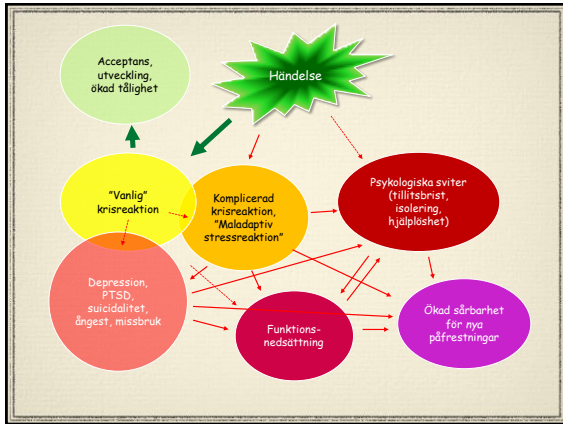 Acceptans,
utveckling,
ökad tålighet
Händelse
"Vanlig"
krisreaktion
Komplicerad
krisreaktion,
"Maladaptiv
stressreaktion"
Psykologiska sviter
(tillitsbrist,
isolering,
hjälplöshet)
Depression,
PTSD,
suicidalitet,
ångest, missbruk
Funktions-
nedsättning
Ökad sårbarhet
för nya
påfrestningar